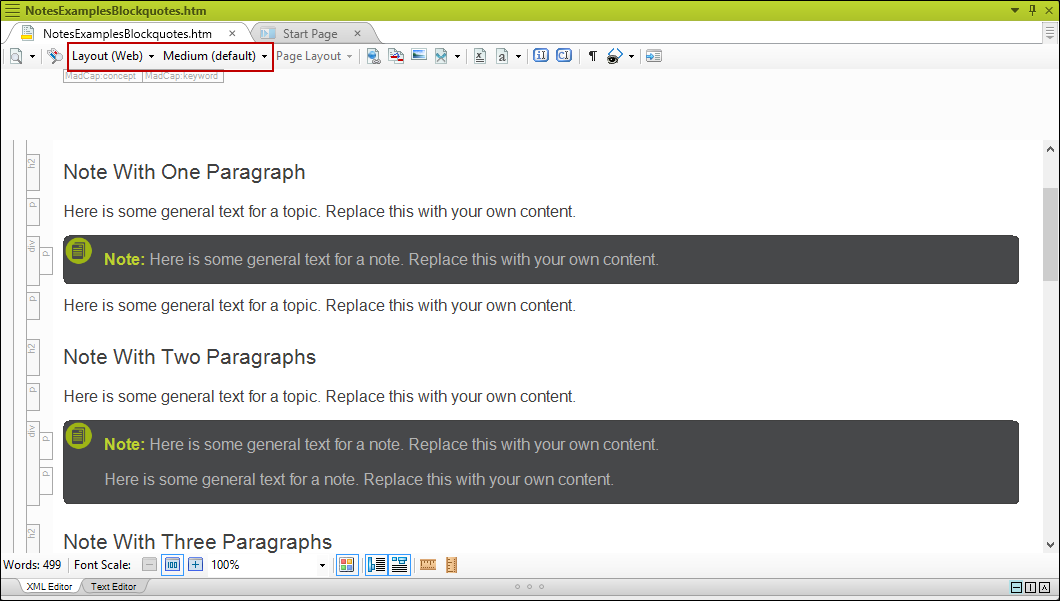 NotesExamplesBlockquotes.htm
NotesExamplesBlockquotes.htm Start Page
Layout (Web) Medium (default) Page Layout
MadCap:concept MadCap:keyword
h2
Note With One Paragraph
p
Here is some general text for a topic. Replace this with your own content.
div p
Note: Here is some general text for a note. Replace this with your own content.
p
Here is some general text for a topic. Replace this with your own content.
h2
Note With Two Paragraphs
p
Here is some general text for a topic. Replace this with your own content.
div p
Note: Here is some general text for a note. Replace this with your own content.
p
Here is some general text for a note. Replace this with your own content.
h2
Note With Three Paragraphs
Words: 499 Font Scale: 100 100%
XML Editor Text Editor